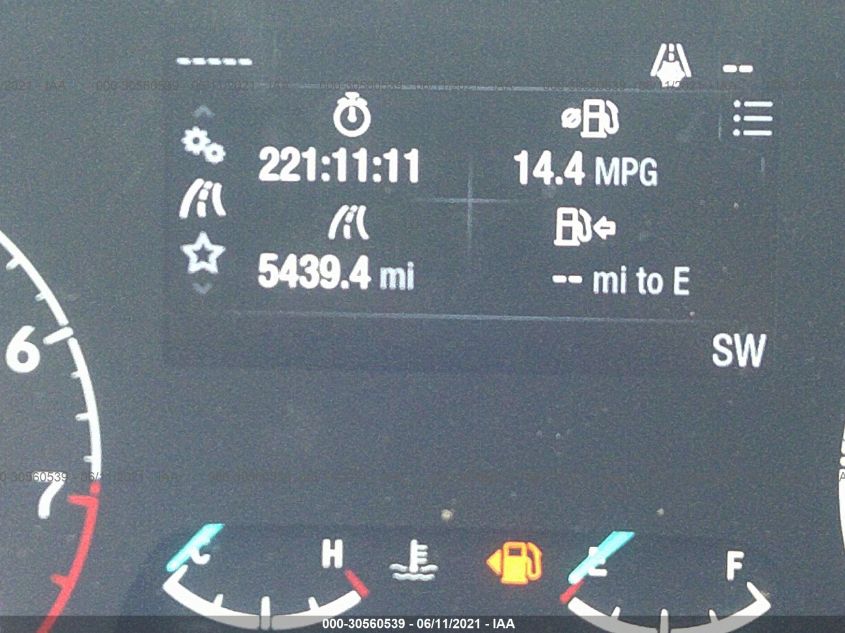 ----- --
221:11:11 14.4 MPG
5439.4 mi -- mi to E
SW
6
7
C H E F
000-30560539 - 06/11/2021 - IAA